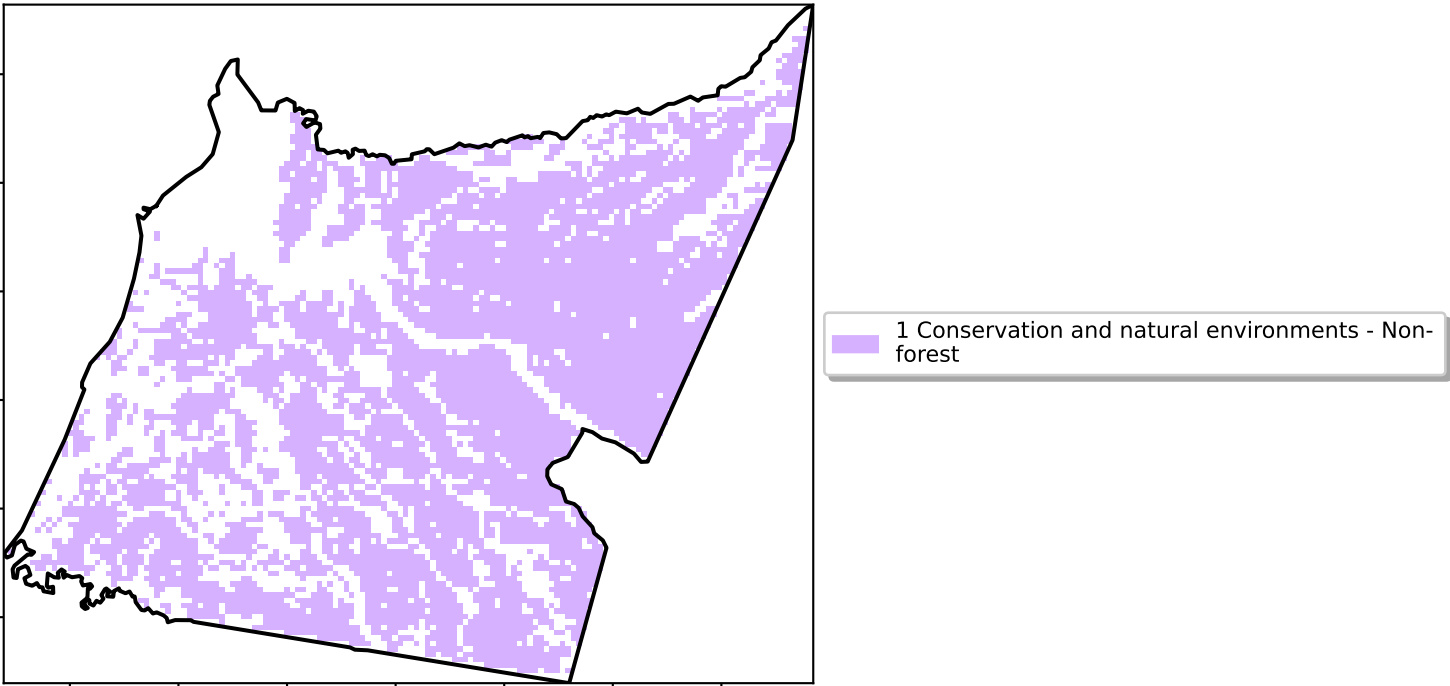 1 Conservation and natural environments - Non-
forest